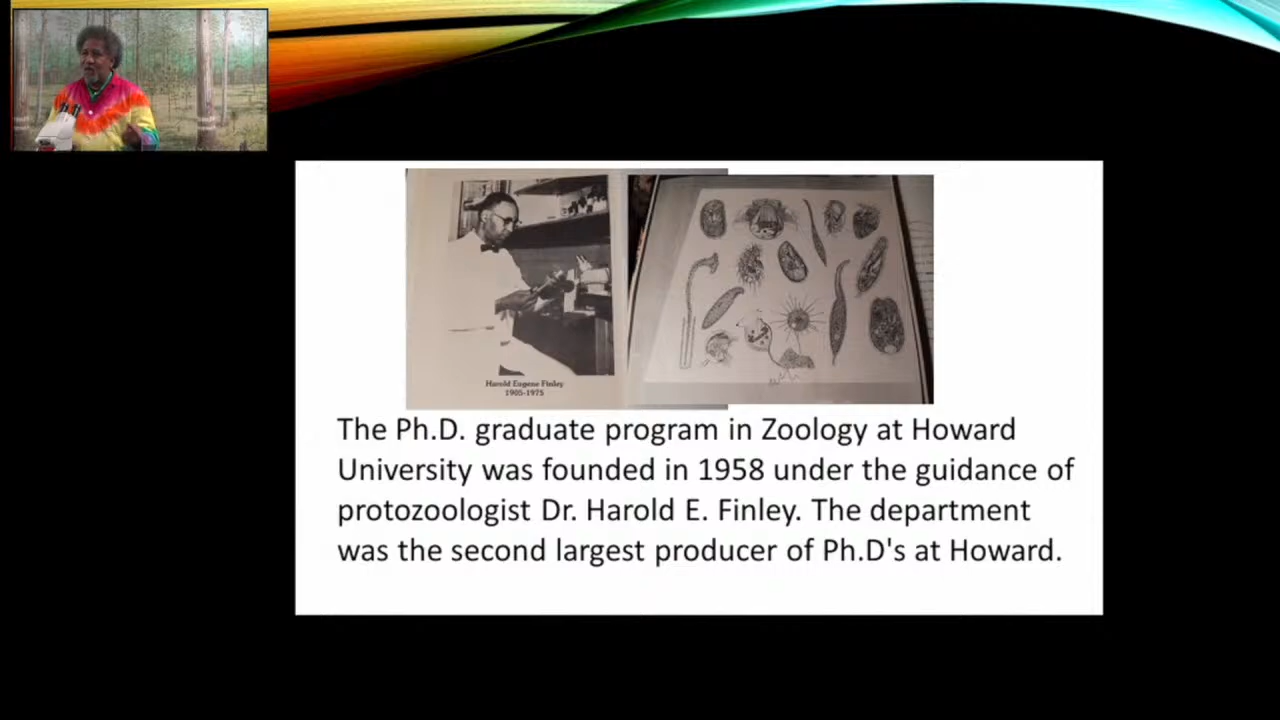 Harold Eugene Finley
1905-1975
The Ph.D. graduate program in Zoology at Howard
University was founded in 1958 under the guidance of
protozoologist Dr. Harold E. Finley. The department
was the second largest producer of Ph.D's at Howard.